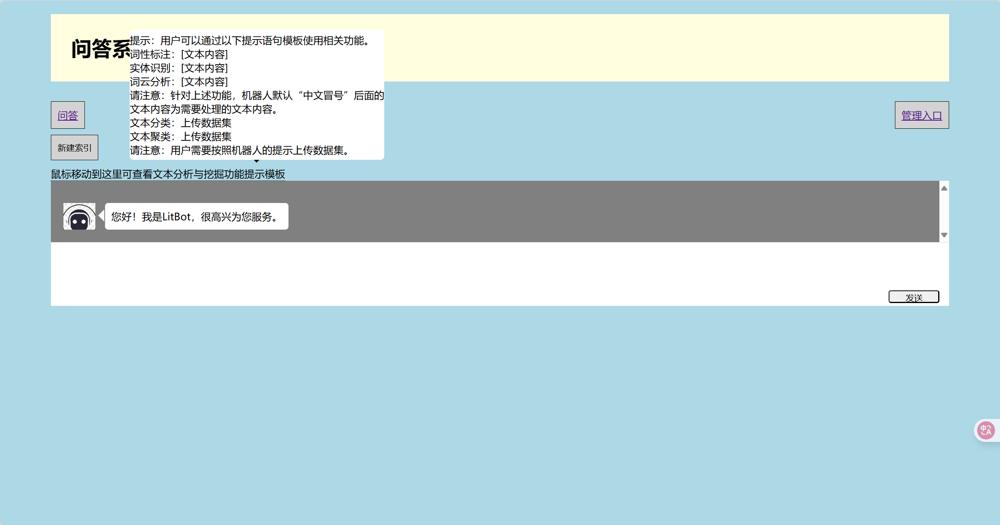 问答系
提示：用户可以通过以下提示语句模板使用相关功能。
词性标注：[文本内容]
实体识别：[文本内容]
词云分析：[文本内容]
请注意：针对上述功能，机器人默认“中文冒号”后面的
文本内容为需要处理的文本内容。
文本分类：上传数据集
文本聚类：上传数据集
请注意：用户需要按照机器人的提示上传数据集。
问答
管理入口
新建索引
鼠标移动到这里可查看文本分析与挖掘功能提示模板
您好！我是LitBot，很高兴为您服务。
发送
中A